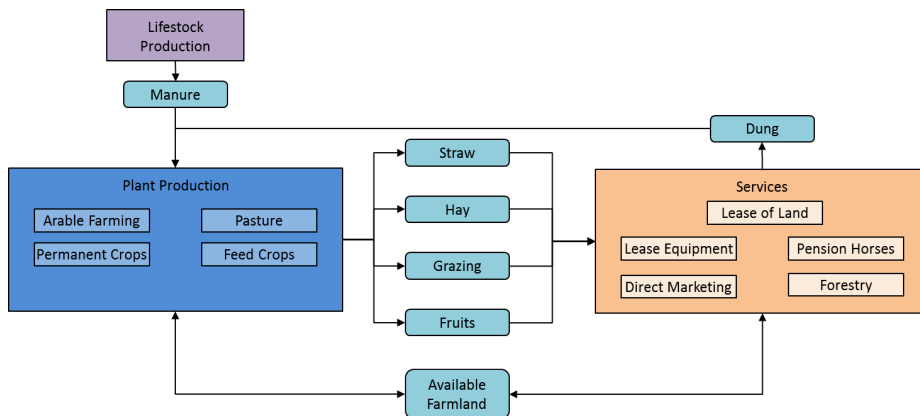 Lifestock
Production
Manure
Dung
Straw
Plant Production
Services
Lease of Land
Arable Farming
Pasture
Hay
Lease Equipment
Pension Horses
Permanent Crops
Feed Crops
Grazing
Direct Marketing
Forestry
Fruits
Available
Farmland